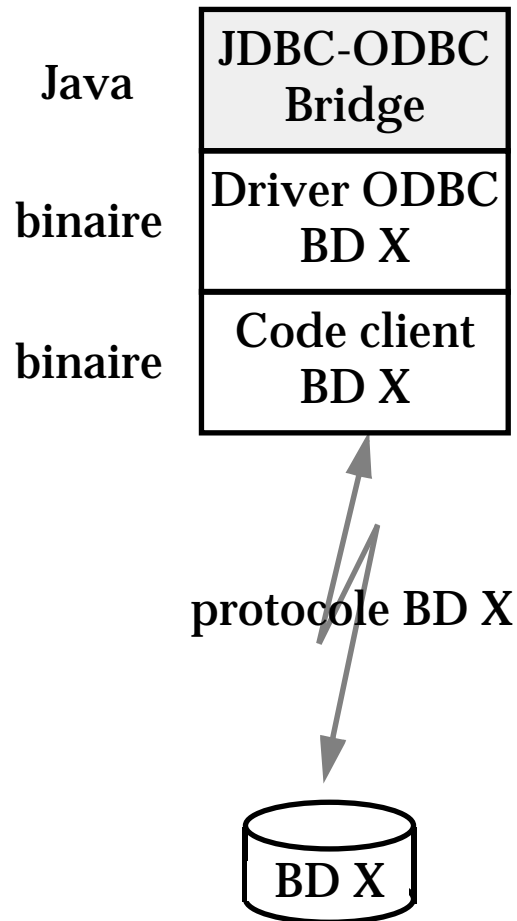 Java
JDBC-ODBC
Bridge
binaire
Driver ODBC
BD X
binaire
Code client
BD X
protocole BD X
BD X